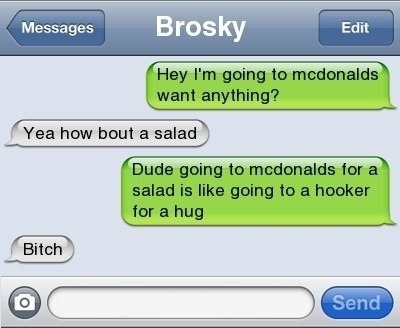 Messages Brosky Edit
Hey I'm going to mcdonalds
want anything?
Yea how bout a salad
Dude going to mcdonalds for a
salad is like going to a hooker
for a hug
Bitch
Send